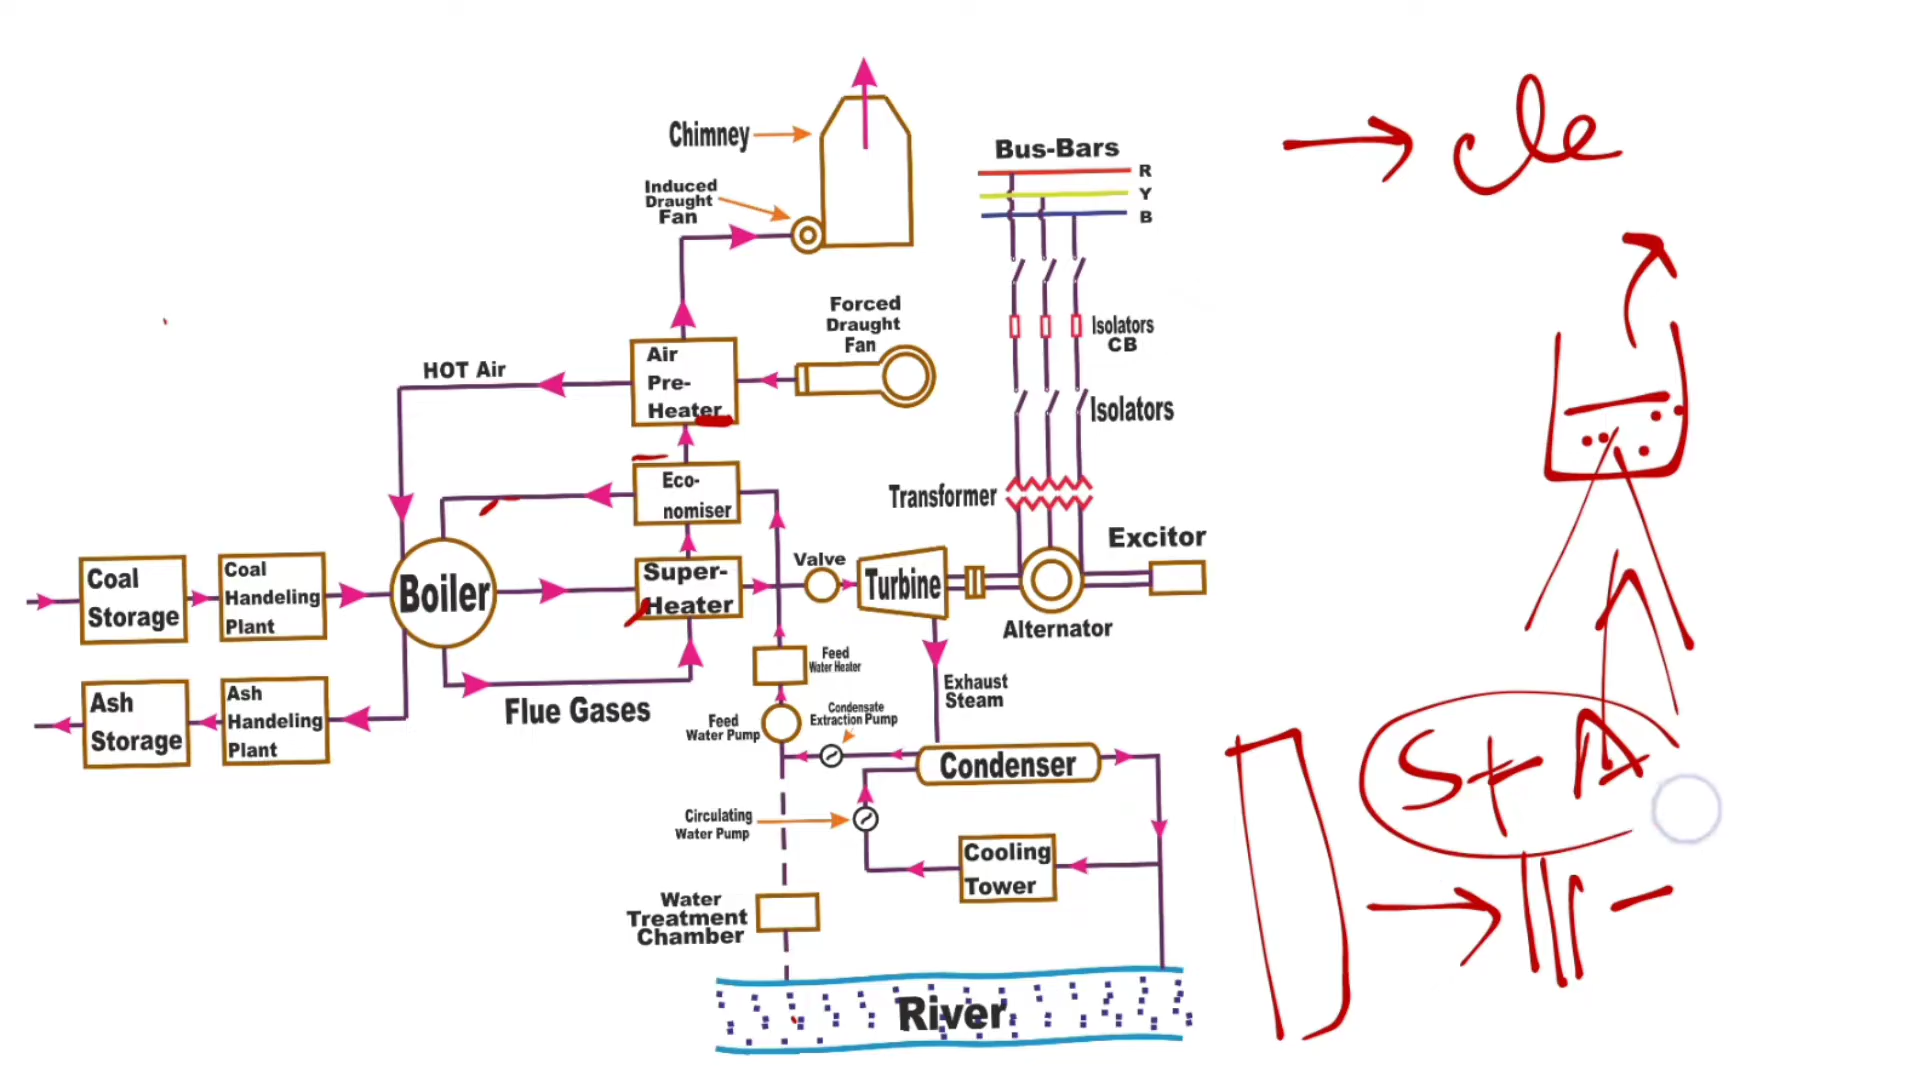 Chimney
Bus-Bars
R
Y
B
Induced
Draught
Fan
Forced
Draught
Fan
Isolators
CB
Air
Pre-
Heater
HOT Air
Isolators
Eco-
nomiser
Transformer
Excitor
Valve
Coal
Storage
Coal
Handeling
Plant
Boiler
Super-
Heater
Turbine
Alternator
Feed
Water Heater
Exhaust
Steam
Ash
Storage
Ash
Handeling
Plant
Flue Gases
Feed
Water Pump
Condensate
Extraction Pump
Condenser
St A
Circulating
Water Pump
Cooling
Tower
Water
Treatment
Chamber
River